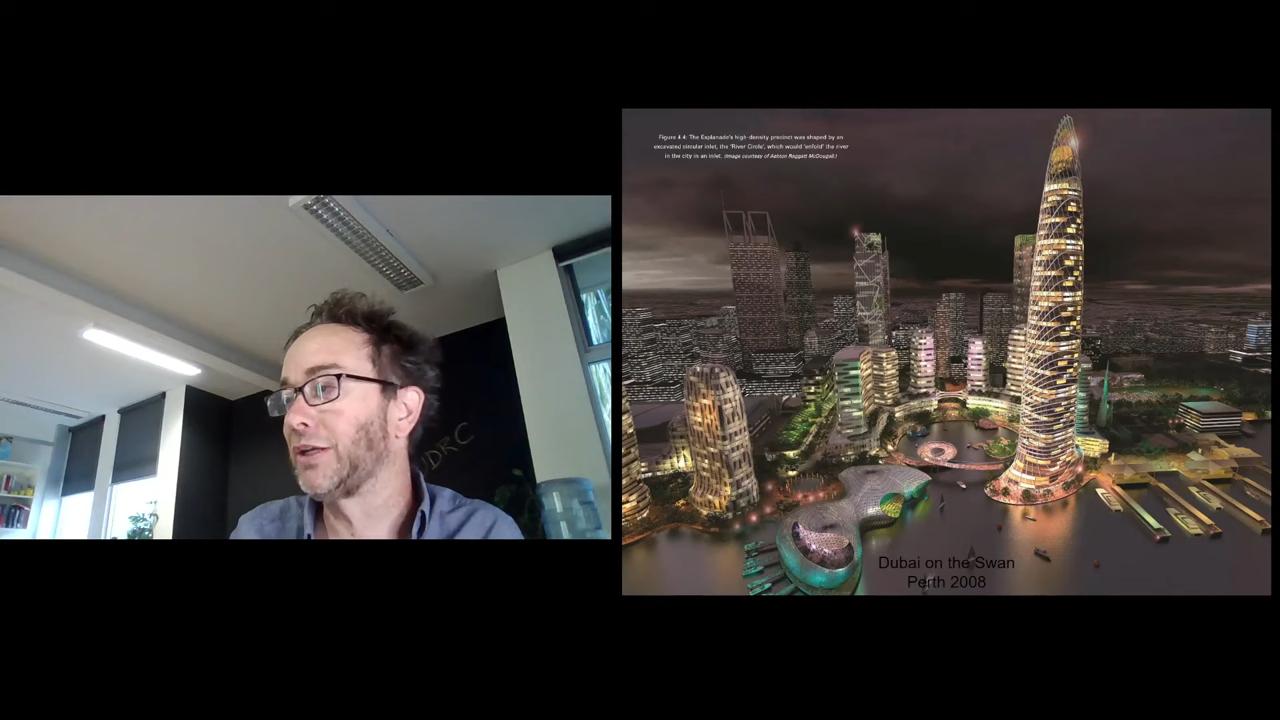 Figure 4.4: The Esplanade's high-density precinct was shaped by an
excavated circular inlet, the 'River Circle', which would 'enfold' the river
in the city in an inlet. (Image courtesy of Ashton Raggatt McDougall.)
UDRC
Dubai on the Swan
Perth 2008